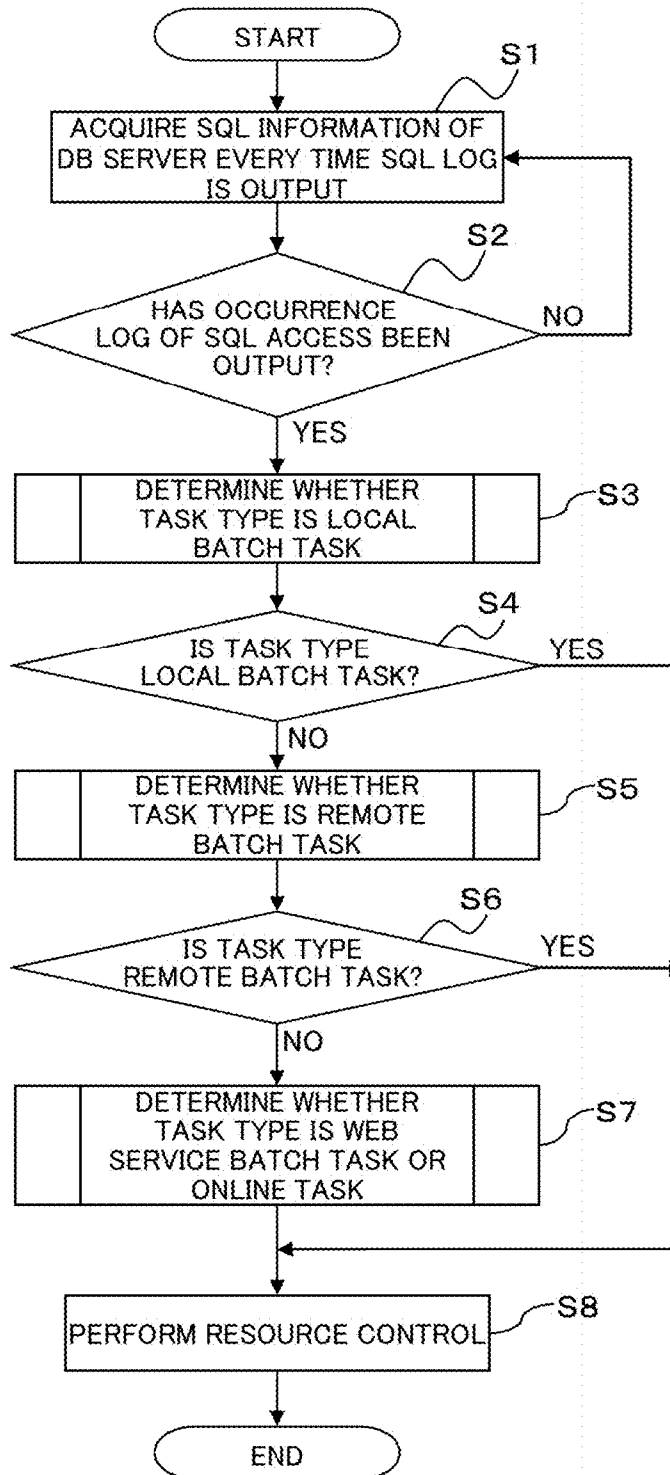 START
S1
ACQUIRE SQL INFORMATION OF
DB SERVER EVERY TIME SQL LOG
IS OUTPUT
S2
HAS OCCURRENCE
LOG OF SQL ACCESS BEEN
OUTPUT?
NO
YES
S3
DETERMINE WHETHER
TASK TYPE IS LOCAL
BATCH TASK
S4
IS TASK TYPE
LOCAL BATCH TASK?
YES
NO
S5
DETERMINE WHETHER
TASK TYPE IS REMOTE
BATCH TASK
S6
IS TASK TYPE
REMOTE BATCH TASK?
YES
NO
S7
DETERMINE WHETHER
TASK TYPE IS WEB
SERVICE BATCH TASK OR
ONLINE TASK
S8
PERFORM RESOURCE CONTROL
END